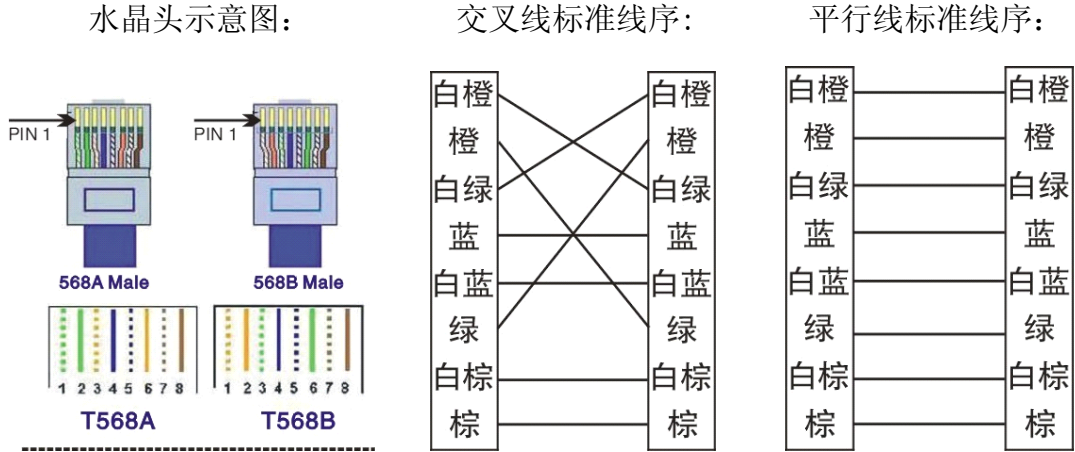 水晶头示意图：
PIN 1
PIN 1
568A Male
568B Male
1 2 3 4 5 6 7 8
1 2 3 4 5 6 7 8
T568A
T568B
交叉线标准线序:
白橙 白橙
橙 橙
白绿 白绿
蓝 蓝
白蓝 白蓝
绿 绿
白棕 白棕
棕 棕
平行线标准线序：
白橙 白橙
橙 橙
白绿 白绿
蓝 蓝
白蓝 白蓝
绿 绿
白棕 白棕
棕 棕